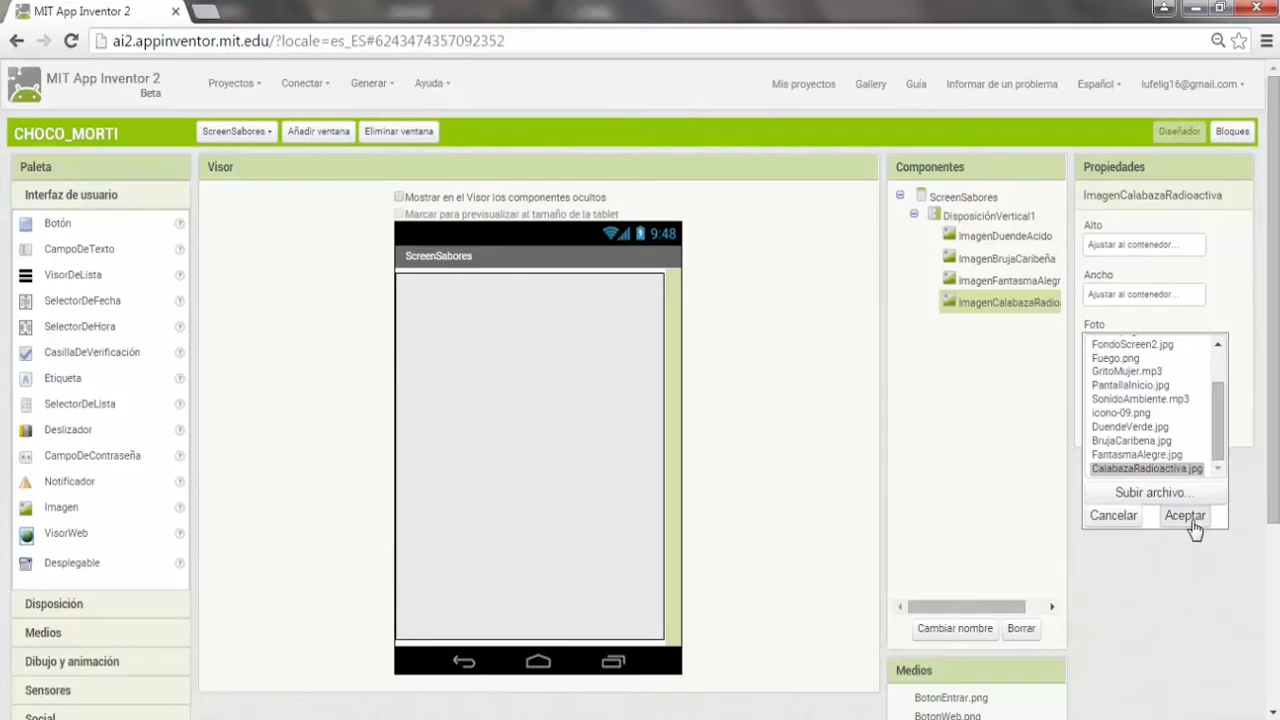 MIT App Inventor 2
ai2.appinventor.mit.edu/?locale=es_ES#6243474357092352
MIT App Inventor 2
Beta
Proyectos
Conectar
Generar
Ayuda
Mis proyectos
Gallery
Guía
Informar de un problema
Español
lufelig16@gmail.com
CHOCO_MORTI
ScreenSabores
Añadir ventana
Eliminar ventana
Diseñador
Bloques
Paleta
Interfaz de usuario
Botón
CampoDeTexto
VisorDeLista
SelectorDeFecha
SelectorDeHora
CasillaDeVerificación
Etiqueta
SelectorDeLista
Deslizador
CampoDeContraseña
Notificador
Imagen
VisorWeb
Desplegable
Disposición
Medios
Dibujo y animación
Sensores
Social
Visor
Mostrar en el Visor los componentes ocultos
Marcar para previsualizar al tamaño de la tablet
9:48
ScreenSabores
Componentes
ScreenSabores
DisposiciónVertical1
ImagenDuendeAcido
ImagenBrujaCaribeña
ImagenFantasmaAlegr
ImagenCalabazaRadio
Cambiar nombre
Borrar
Medios
BotonEntrar.png
BotonWeb.png
Propiedades
ImagenCalabazaRadioactiva
Alto
Ajustar al contenedor...
Ancho
Ajustar al contenedor...
Foto
FondoScreen2.jpg
Fuego.png
GritoMujer.mp3
PantallaInicio.jpg
SonidoAmbiente.mp3
icono-09.png
DuendeVerde.jpg
BrujaCaribena.jpg
FantasmaAlegre.jpg
CalabazaRadioactiva.jpg
Subir archivo...
Cancelar
Aceptar